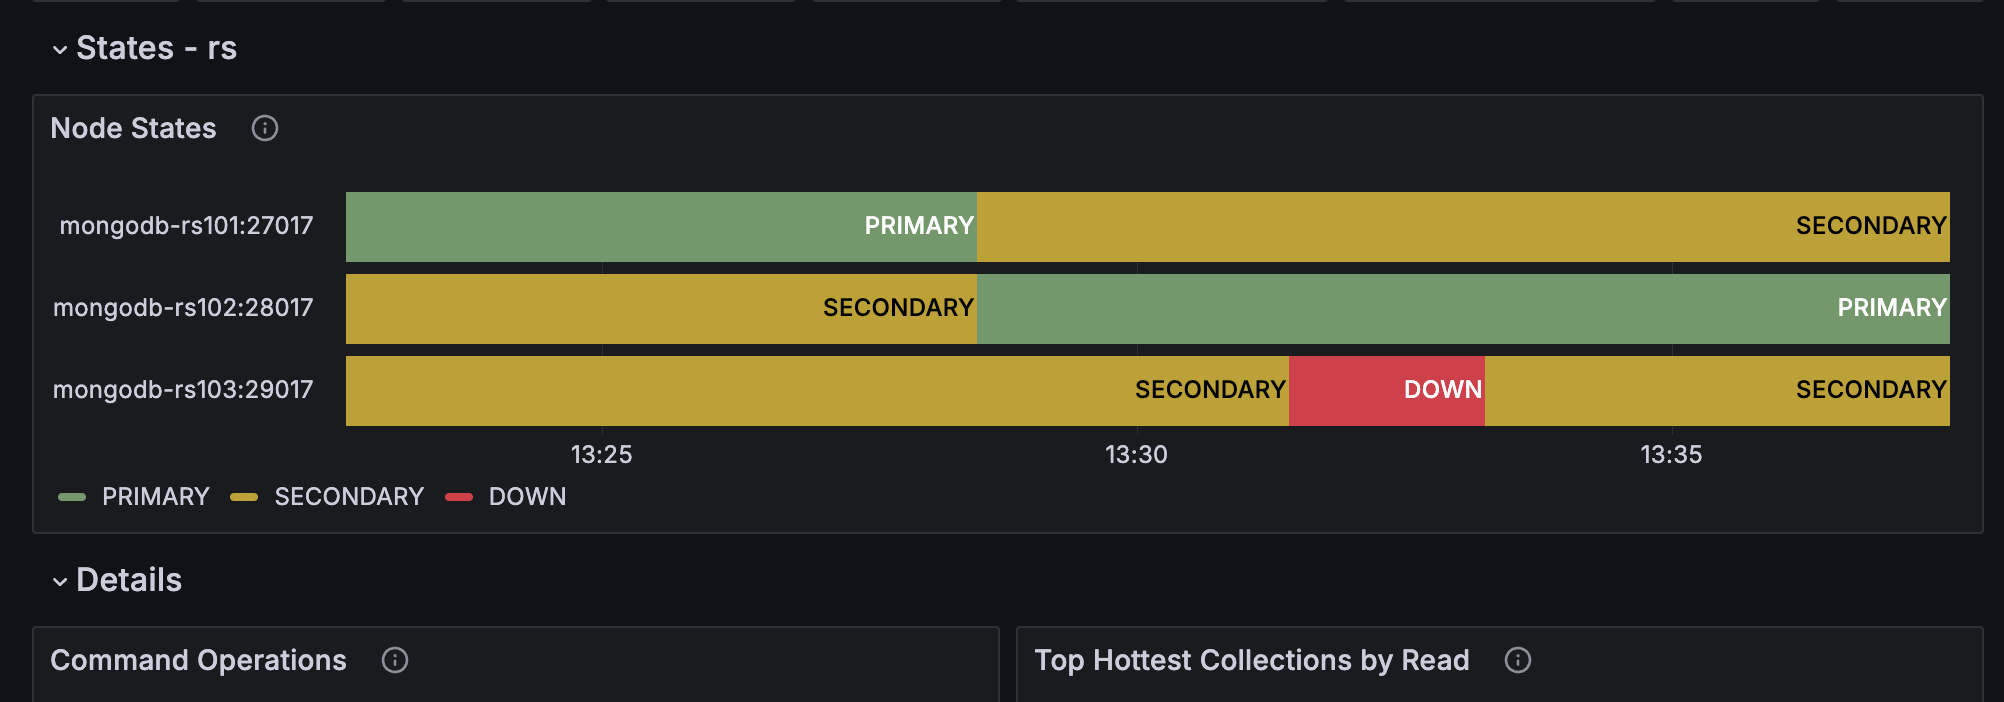 States - rs
Node States
mongodb-rs101:27017 PRIMARY SECONDARY
mongodb-rs102:28017 SECONDARY PRIMARY
mongodb-rs103:29017 SECONDARY DOWN SECONDARY
13:25 13:30 13:35
PRIMARY SECONDARY DOWN
Details
Command Operations
Top Hottest Collections by Read